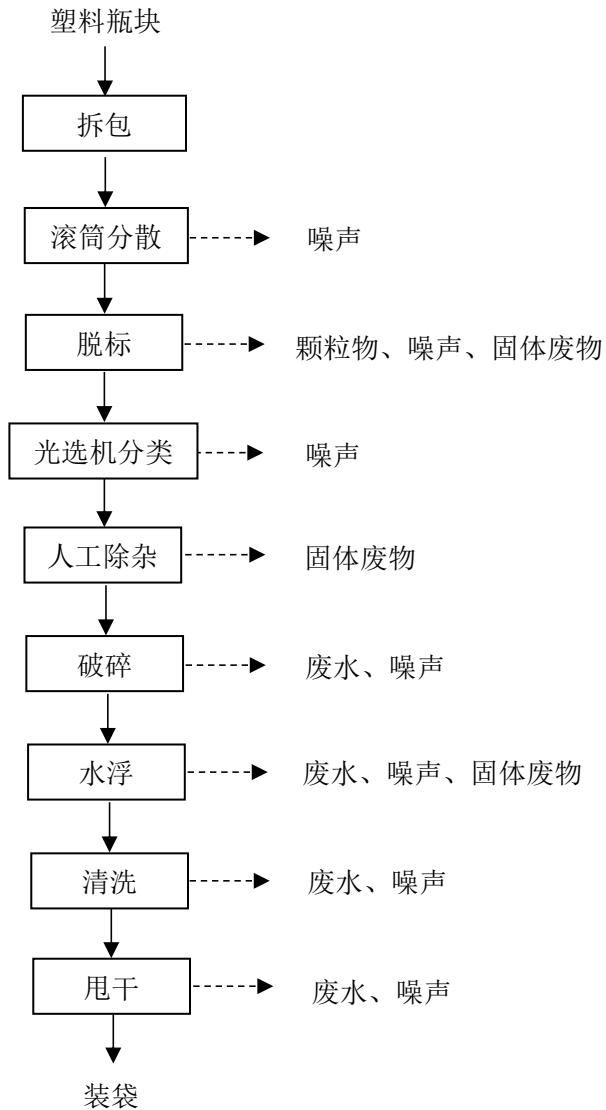 塑料瓶块
拆包
滚筒分散
噪声
脱标
颗粒物、噪声、固体废物
光选机分类
噪声
人工除杂
固体废物
破碎
废水、噪声
水浮
废水、噪声、固体废物
清洗
废水、噪声
甩干
废水、噪声
装袋